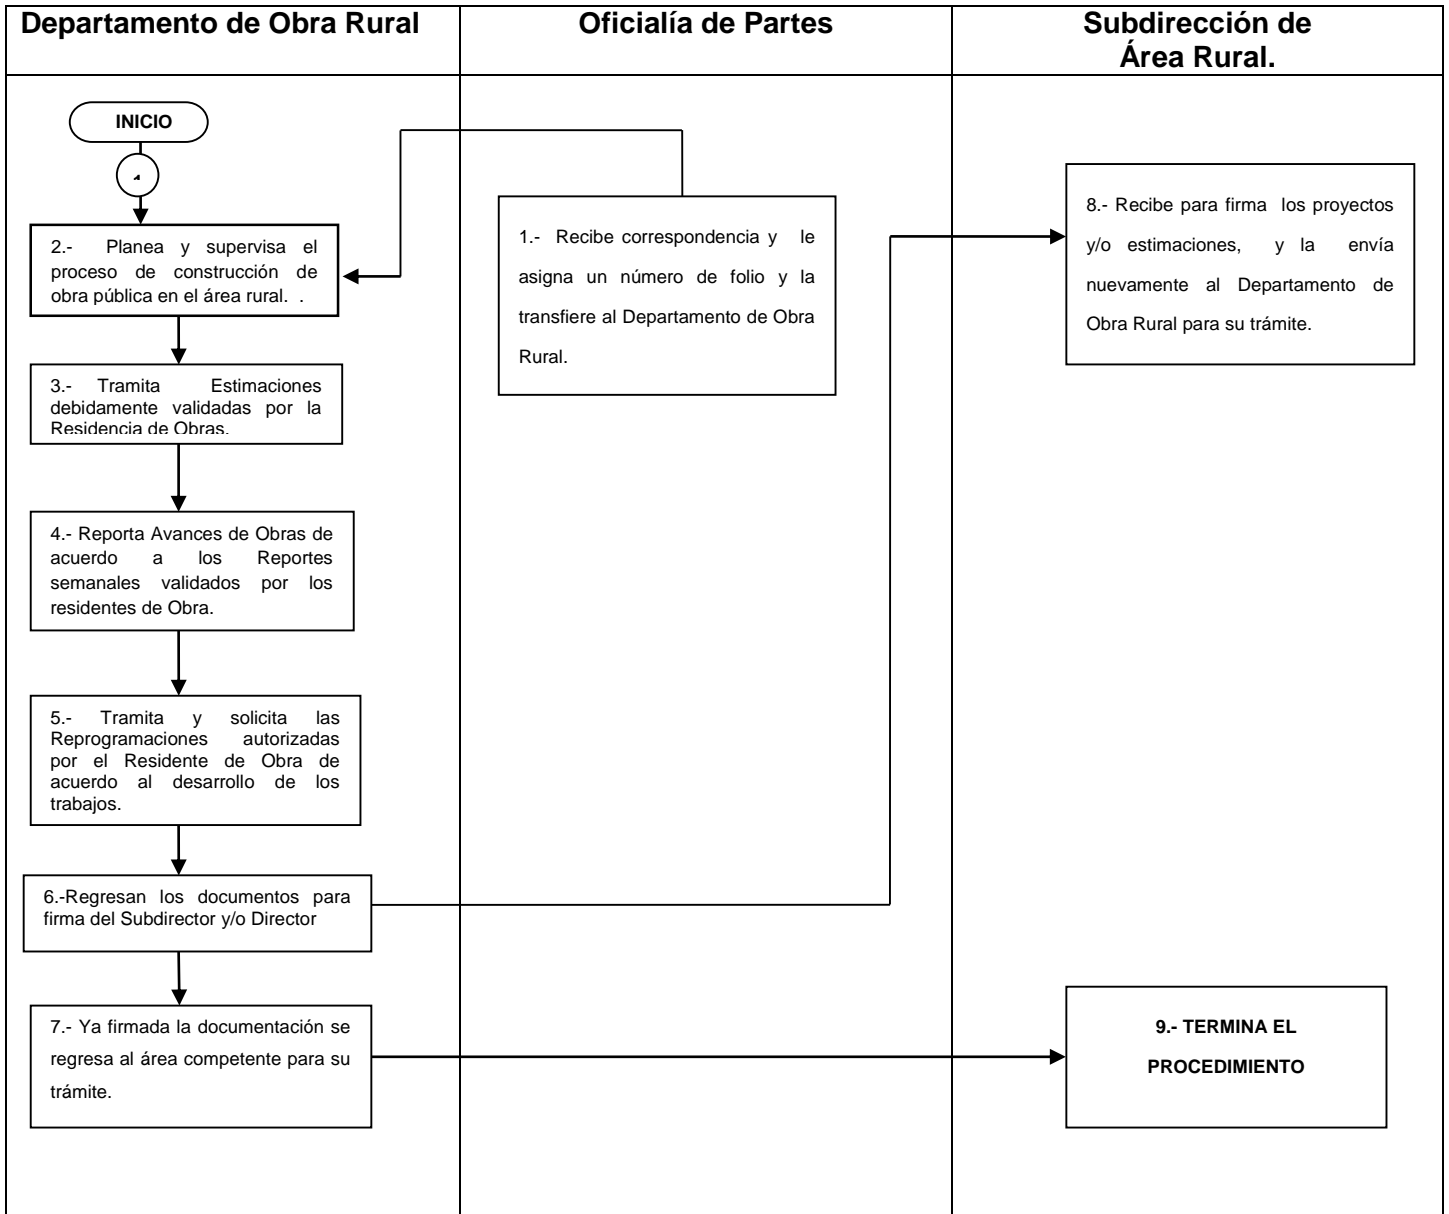 Departamento de Obra Rural
Oficialía de Partes
Subdirección de
Área Rural.
INICIO
2.- Planea y supervisa el
proceso de construcción de
obra pública en el área rural. .
3.- Tramita Estimaciones
debidamente validadas por la
Residencia de Obras.
4.- Reporta Avances de Obras de
acuerdo a los Reportes
semanales validados por los
residentes de Obra.
5.- Tramita y solicita las
Reprogramaciones autorizadas
por el Residente de Obra de
acuerdo al desarrollo de los
trabajos.
6.-Regresan los documentos para
firma del Subdirector y/o Director
7.- Ya firmada la documentación se
regresa al área competente para su
trámite.
1.- Recibe correspondencia y le
asigna un número de folio y la
transfiere al Departamento de Obra
Rural.
8.- Recibe para firma los proyectos
y/o estimaciones, y la envía
nuevamente al Departamento de
Obra Rural para su trámite.
9.- TERMINA EL
PROCEDIMIENTO